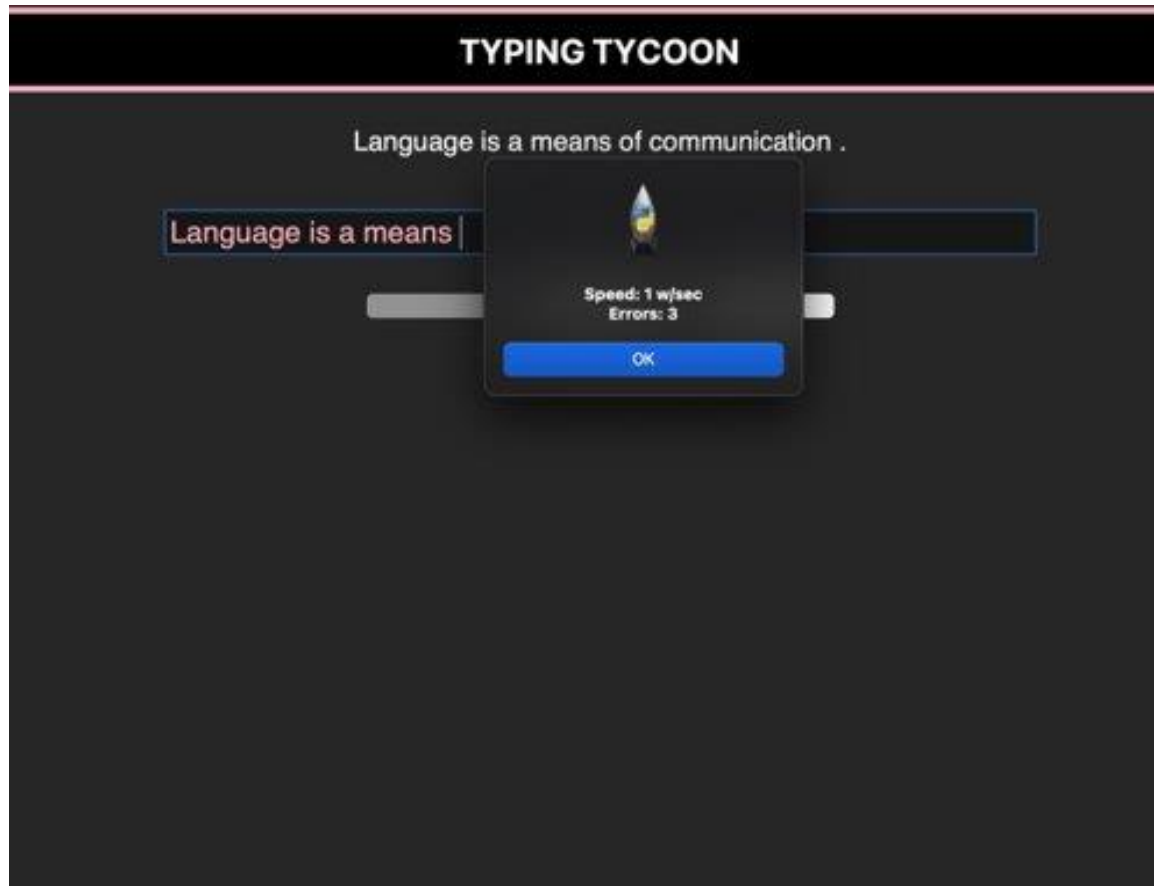 TYPING TYCOON
Language is a means of communication .
Language is a means
Speed: 1 w/sec
Errors: 3
OK